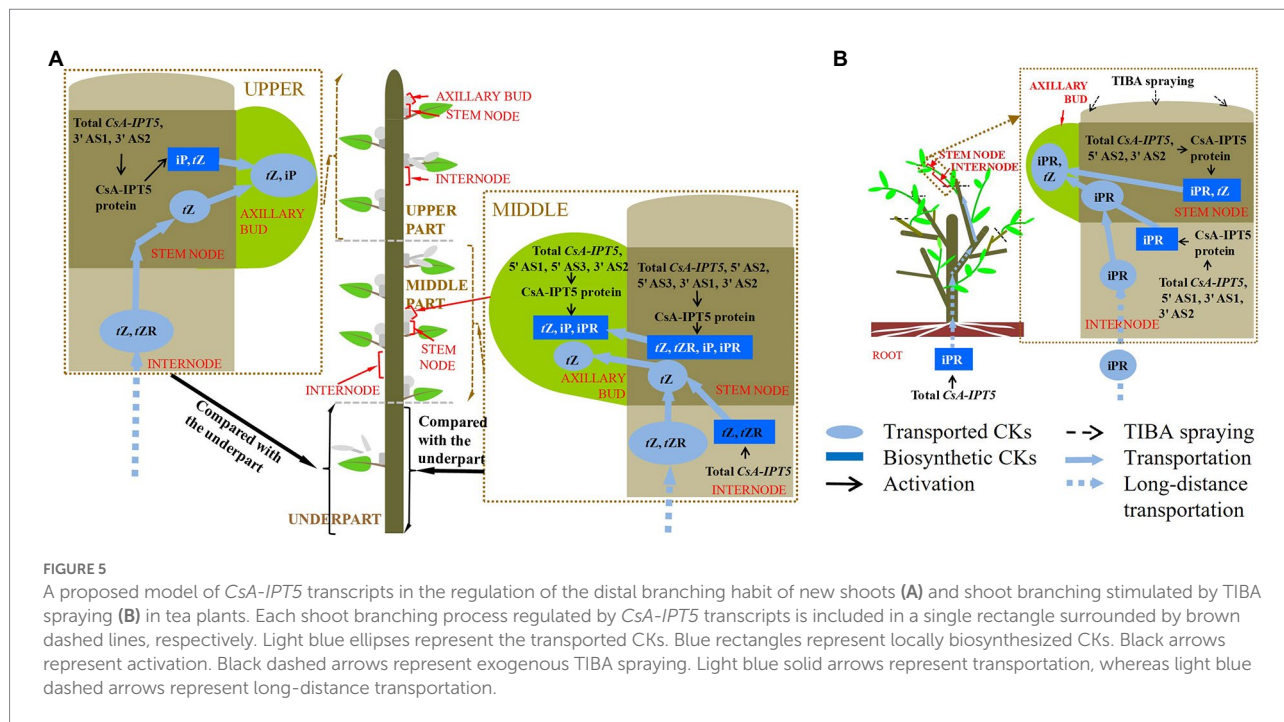 A
UPPER
Total CsA-IPT5,
3' AS1, 3' AS2
CsA-IPT5
protein
iP, tZ
tZ, iP
tZ
AXILLARY
BUD
STEM NODE
tZ, tZR
INTERNODE
Compared with
the underpart
AXILLARY BUD
STEM NODE
INTERNODE
UPPER
PART
MIDDLE
PART
STEM
NODE
INTERNODE
UNDERPART
Compared
with the
underpart
MIDDLE
Total CsA-IPT5,
5' AS1, 5' AS3, 3' AS2
CsA-IPT5 protein
tZ, iP, iPR
tZ
AXILLARY
BUD
Total CsA-IPT5, 5' AS2,
5' AS3, 3' AS1, 3' AS2
CsA-IPT5 protein
tZ, tZR, iP, iPR
tZ
STEM NODE
tZ, tZR
tZ, tZR
Total CsA-IPT5
INTERNODE
B
TIBA spraying
AXILLARY
BUD
STEM NODE
INTERNODE
Total CsA-IPT5,
5' AS2, 3' AS2
CsA-IPT5
protein
iPR,
tZ
iPR
iPR, tZ
STEM NODE
iPR
CsA-IPT5
protein
iPR
Total CsA-IPT5,
5' AS1, 3' AS1,
3' AS2
INTERNODE
iPR
ROOT
iPR
Total CsA-IPT5
Transported CKs
Biosynthetic CKs
Activation
TIBA spraying
Transportation
Long-distance
transportation
FIGURE 5
A proposed model of CsA-IPT5 transcripts in the regulation of the distal branching habit of new shoots (A) and shoot branching stimulated by TIBA
spraying (B) in tea plants. Each shoot branching process regulated by CsA-IPT5 transcripts is included in a single rectangle surrounded by brown
dashed lines, respectively. Light blue ellipses represent the transported CKs. Blue rectangles represent locally biosynthesized CKs. Black arrows
represent activation. Black dashed arrows represent exogenous TIBA spraying. Light blue solid arrows represent transportation, whereas light blue
dashed arrows represent long-distance transportation.